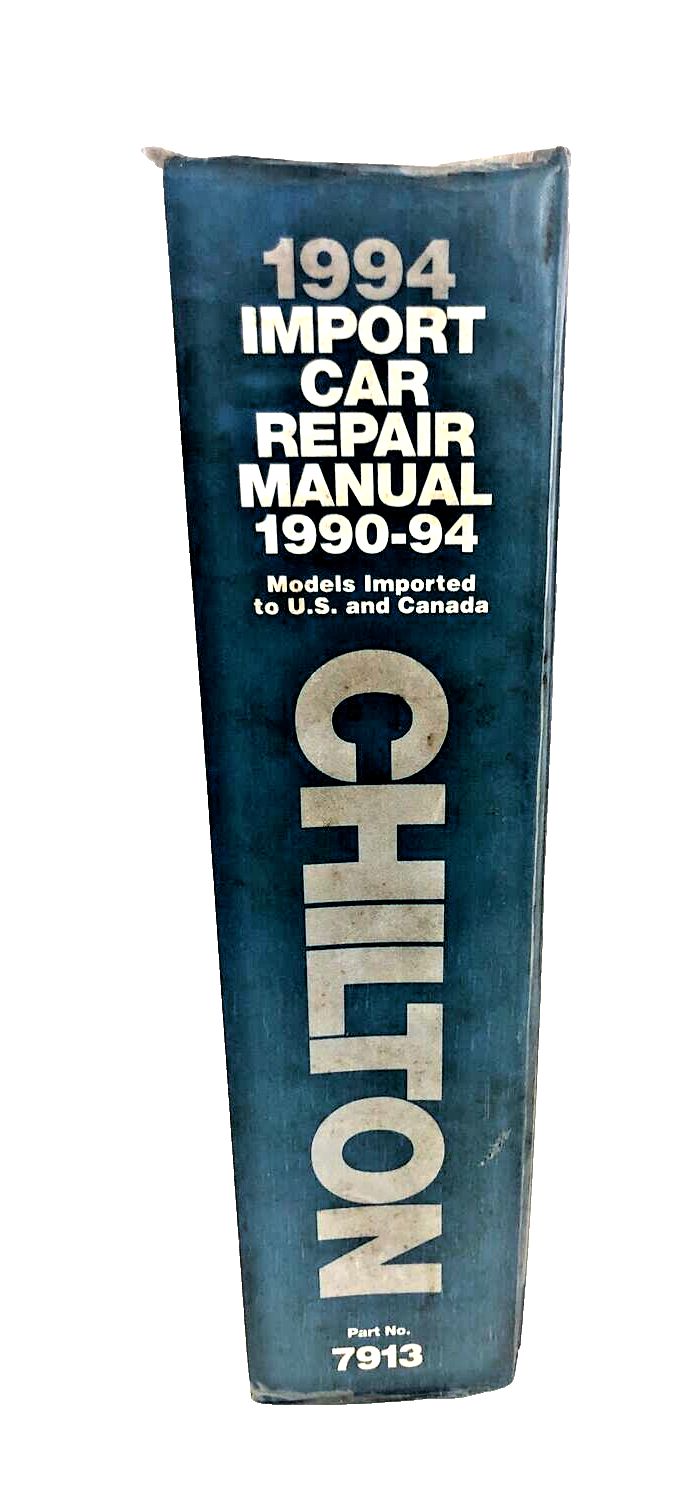 1994
IMPORT
CAR
REPAIR
MANUAL
1990-94
Models Imported
to U.S. and Canada
CHILTON
Part No.
7913